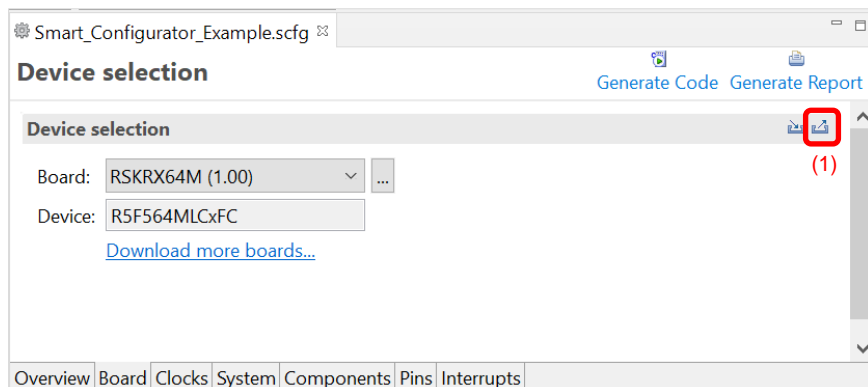 Smart_Configurator_Example.scfg
Device selection
Generate Code Generate Report
Device selection
(1)
Board: RSKRX64M (1.00) ...
Device: R5F564MLCxFC
Download more boards...
Overview Board Clocks System Components Pins Interrupts